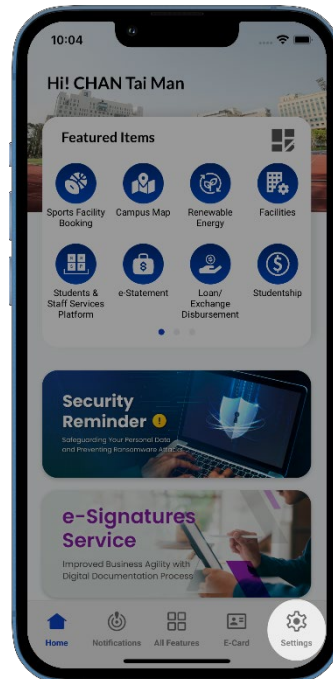 10:04
Hi! CHAN Tai Man
Featured Items
Sports Facility
Booking
Campus Map
Renewable
Energy
Facilities
Students &
Staff Services
Platform
e-Statement
Loan/
Exchange
Disbursement
Studentship
Security
Reminder !
Safeguarding Your Personal Data
and Preventing Ransomware Attacks
e-Signatures
Service
Improved Business Agility with
Digital Documentation Process
Home
Notifications
All Features
E-Card
Settings